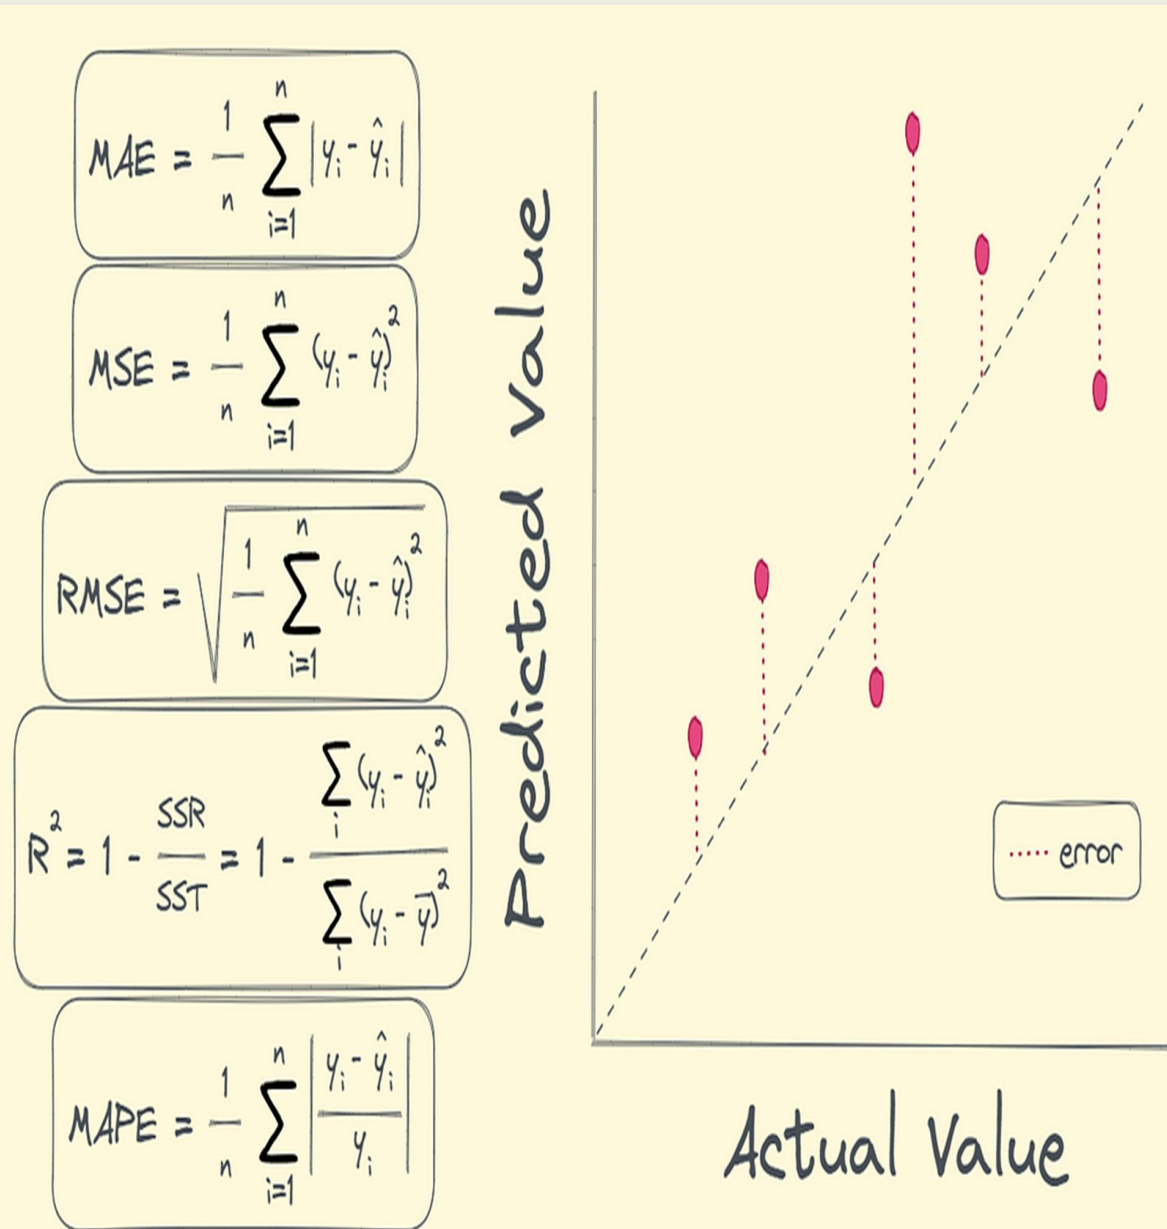 MAE = 1/n ∑_{i=1}^{n} |y_i - ŷ_i|
MSE = 1/n ∑_{i=1}^{n} (y_i - ŷ_i)²
RMSE = √(1/n ∑_{i=1}^{n} (y_i - ŷ_i)²)
R² = 1 - SSR/SST = 1 - ∑_i (y_i - ŷ_i)² / ∑_i (y_i - ȳ)²
MAPE = 1/n ∑_{i=1}^{n} |(y_i - ŷ_i)/y_i|
Predicted Value
error
Actual Value